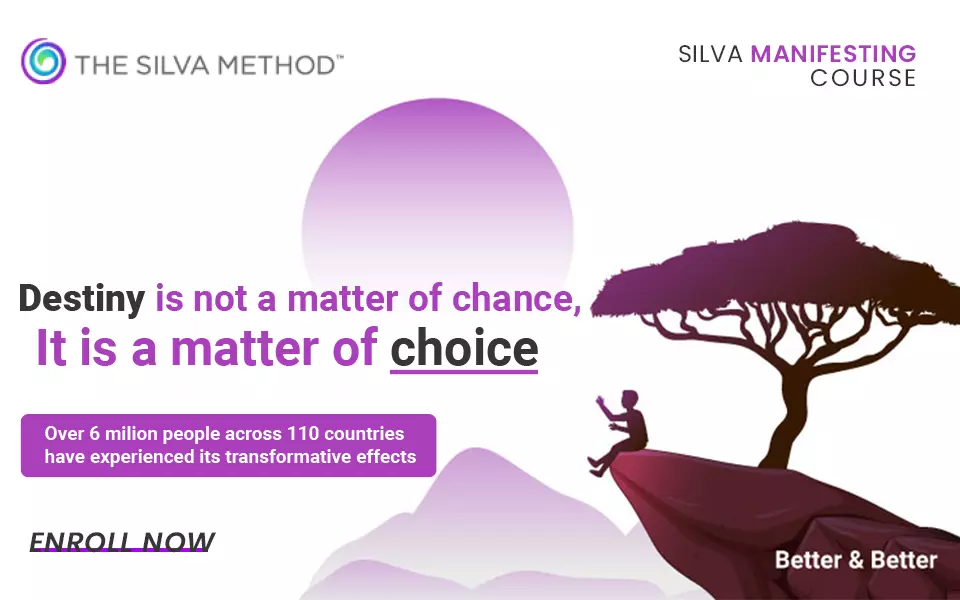 THE SILVA METHOD™
SILVA MANIFESTING
COURSE
Destiny is not a matter of chance,
It is a matter of choice
Over 6 milion people across 110 countries
have experienced its transformative effects
ENROLL NOW
Better & Better